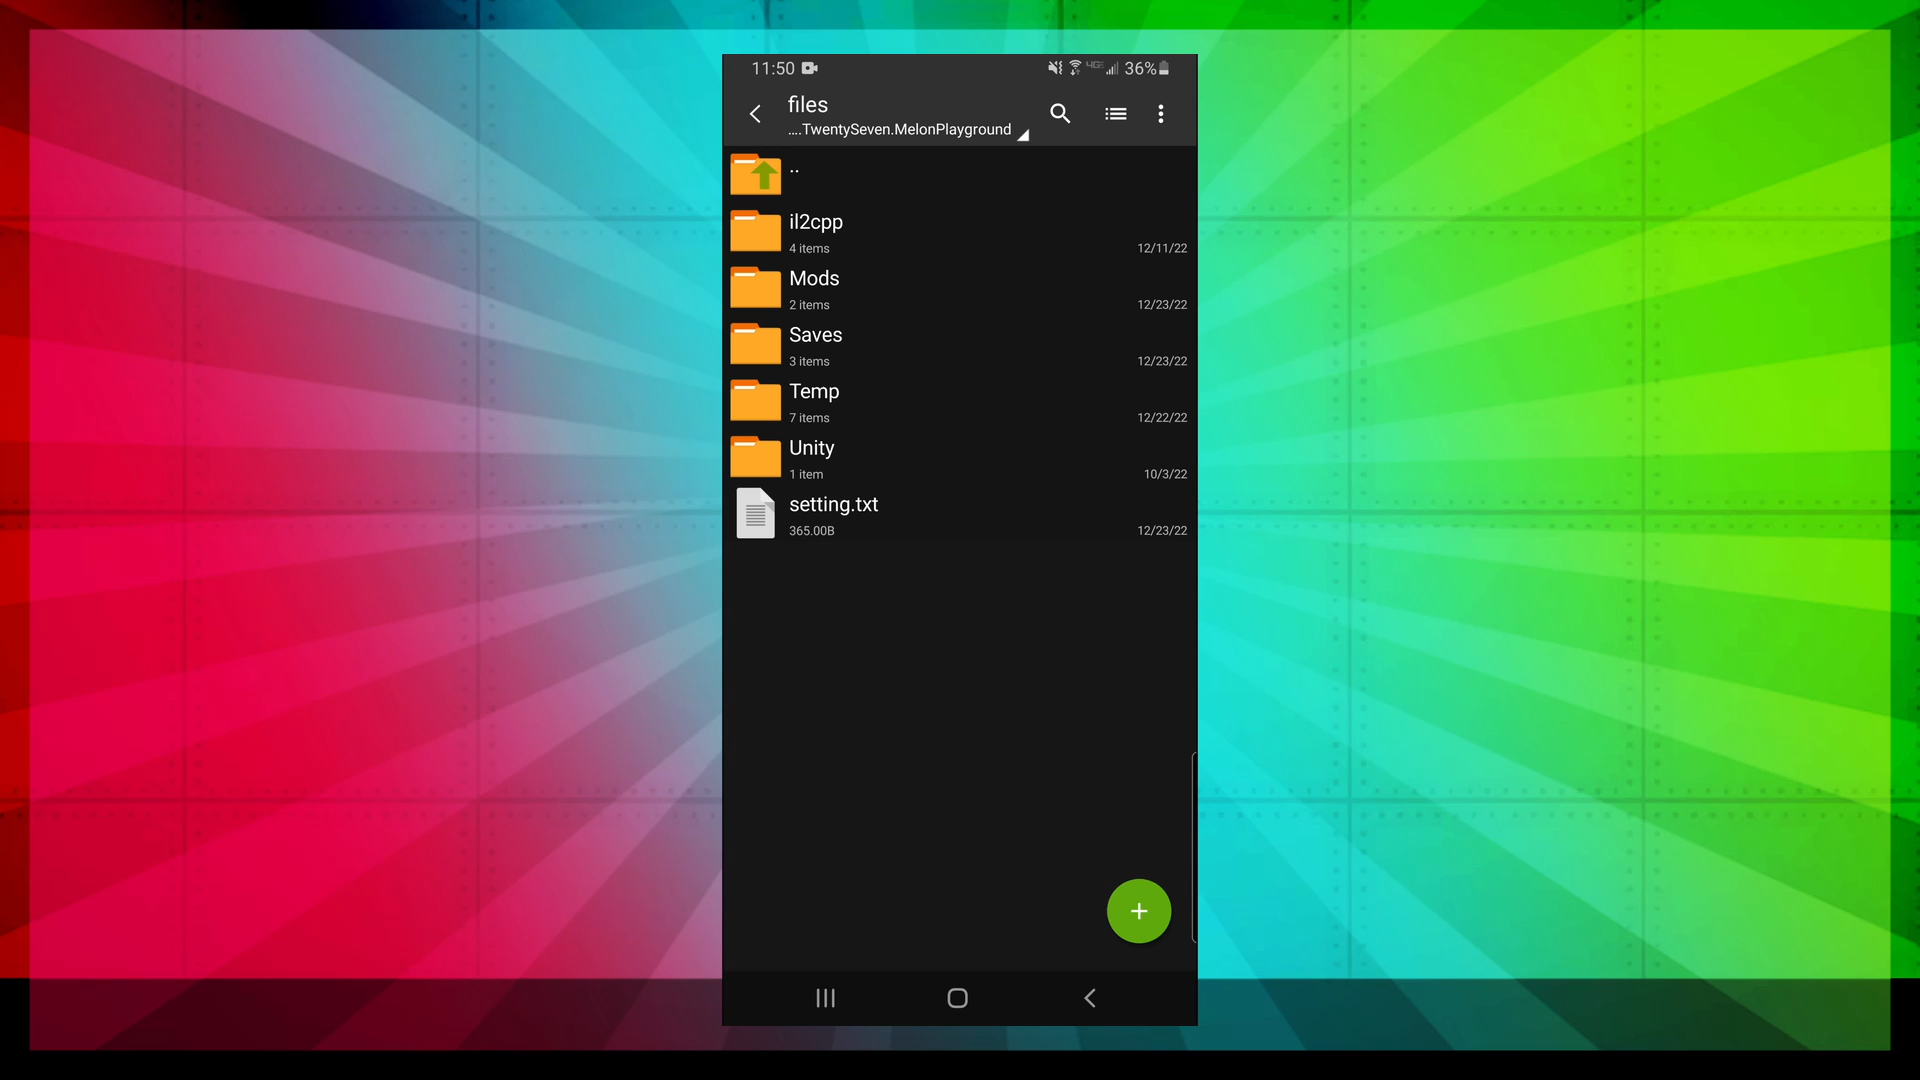 11:50
4GE 36%
files
....TwentySeven.MelonPlayground
..
il2cpp
4 items 12/11/22
Mods
2 items 12/23/22
Saves
3 items 12/23/22
Temp
7 items 12/22/22
Unity
1 item 10/3/22
setting.txt
365.00B 12/23/22